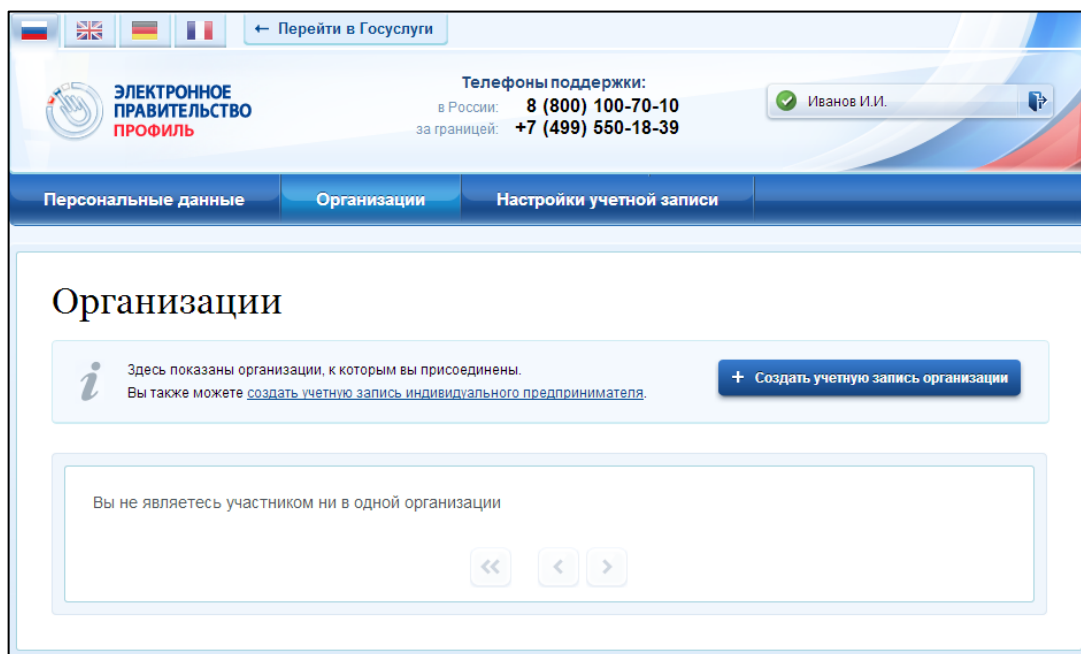 ← Перейти в Госуслуги
ЭЛЕКТРОННОЕ
ПРАВИТЕЛЬСТВО
ПРОФИЛЬ
Телефоны поддержки:
в России: 8 (800) 100-70-10
за границей: +7 (499) 550-18-39
Иванов И.И.
Персональные данные Организации Настройки учетной записи
Организации
Здесь показаны организации, к которым вы присоединены.
Вы также можете создать учетную запись индивидуального предпринимателя.
+ Создать учетную запись организации
Вы не являетесь участником ни в одной организации